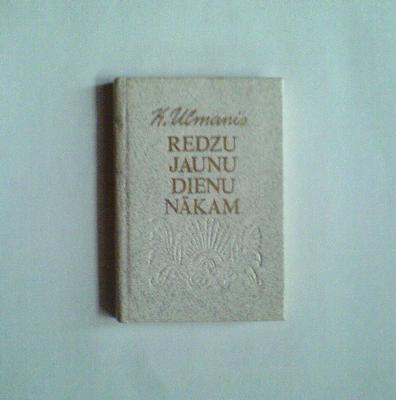 K. Ulmanis
REDZU
JAUNU
DIENU
NĀKAM